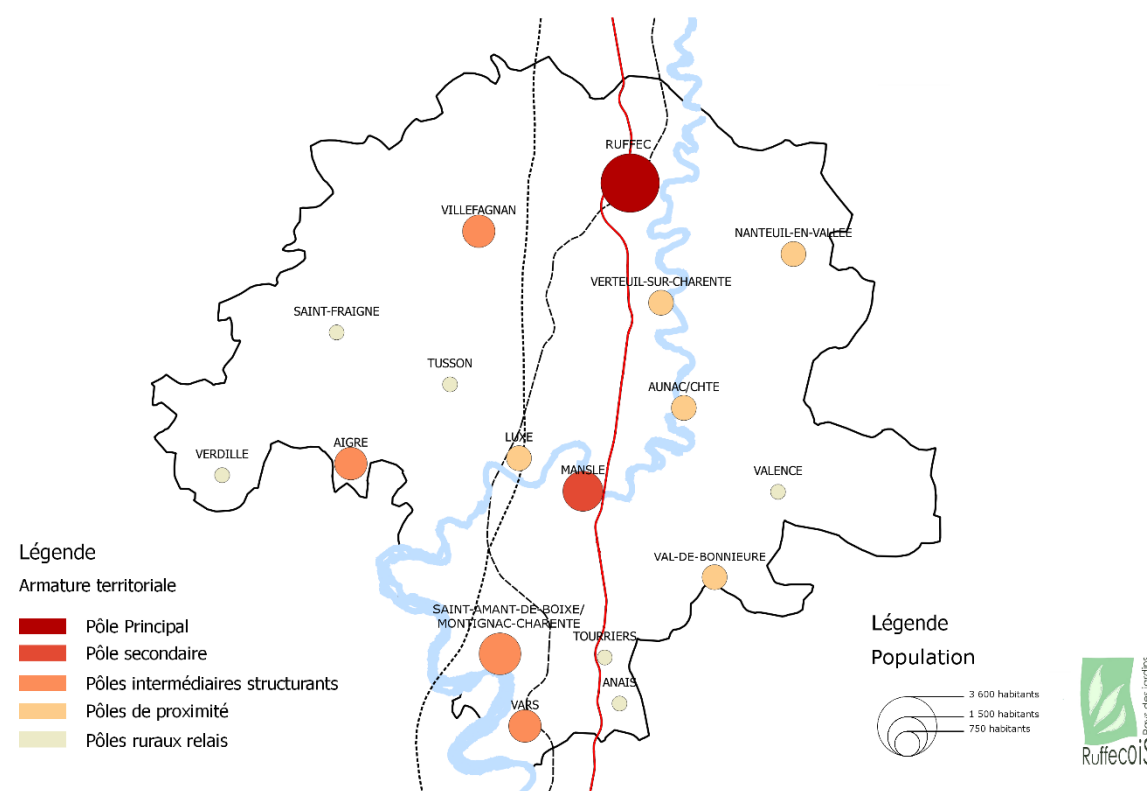 RUFFEC
VILLEFAGNAN
NANTEUIL-EN-VALLEE
VERTEUIL-SUR-CHARENTE
SAINT-FRAIGNE
TUSSON
AUNAC/CHTE
LUXE
AIGRE
VERDILLE
MANSLE
VALENCE
VAL-DE-BONNIEURE
SAINT-AMANT-DE-BOIXE/
MONTIGNAC-CHARENTE
TOURRIERS
ANAIS
VARS
Légende
Armature territoriale
Pôle Principal
Pôle secondaire
Pôles intermédiaires structurants
Pôles de proximité
Pôles ruraux relais
Légende
Population
3 600 habitants
1 500 habitants
750 habitants
Pays des jardins
Ruffecois